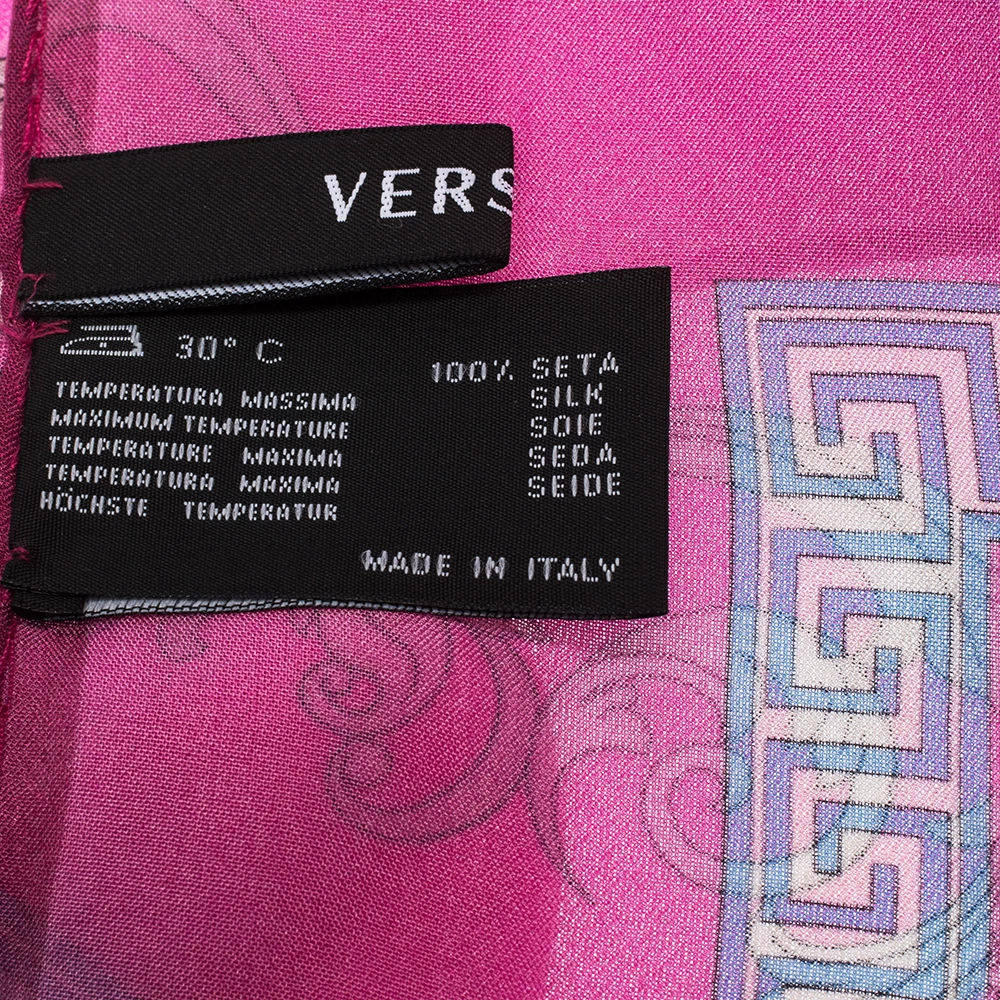 VERS
30° C
TEMPERATURA MASSIMA
MAXIMUM TEMPERATURE
TEMPERATURE MAXIMA
TEMPERATURA MAXIMA
HÖCHSTE TEMPERATUR
100% SETA
SILK
SOIE
SEDA
SEIDE
MADE IN ITALY